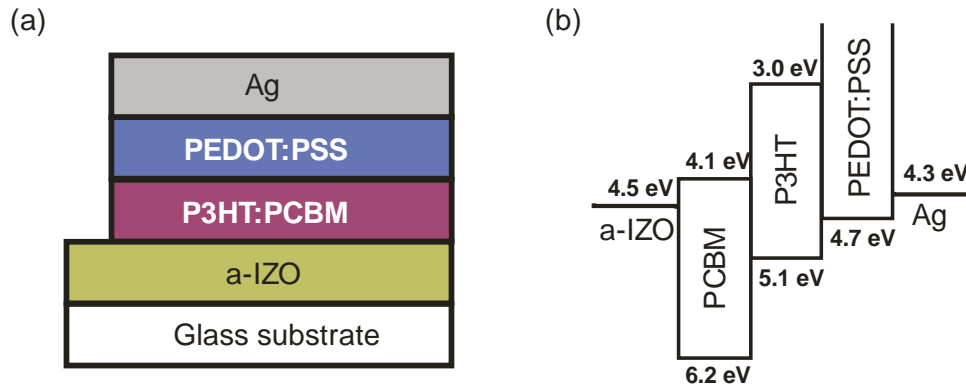 (a)
Ag
PEDOT:PSS
P3HT:PCBM
a-IZO
Glass substrate
(b)
3.0 eV
4.1 eV
4.5 eV
a-IZO
PCBM
6.2 eV
P3HT
5.1 eV
PEDOT:PSS
4.7 eV
4.3 eV
Ag